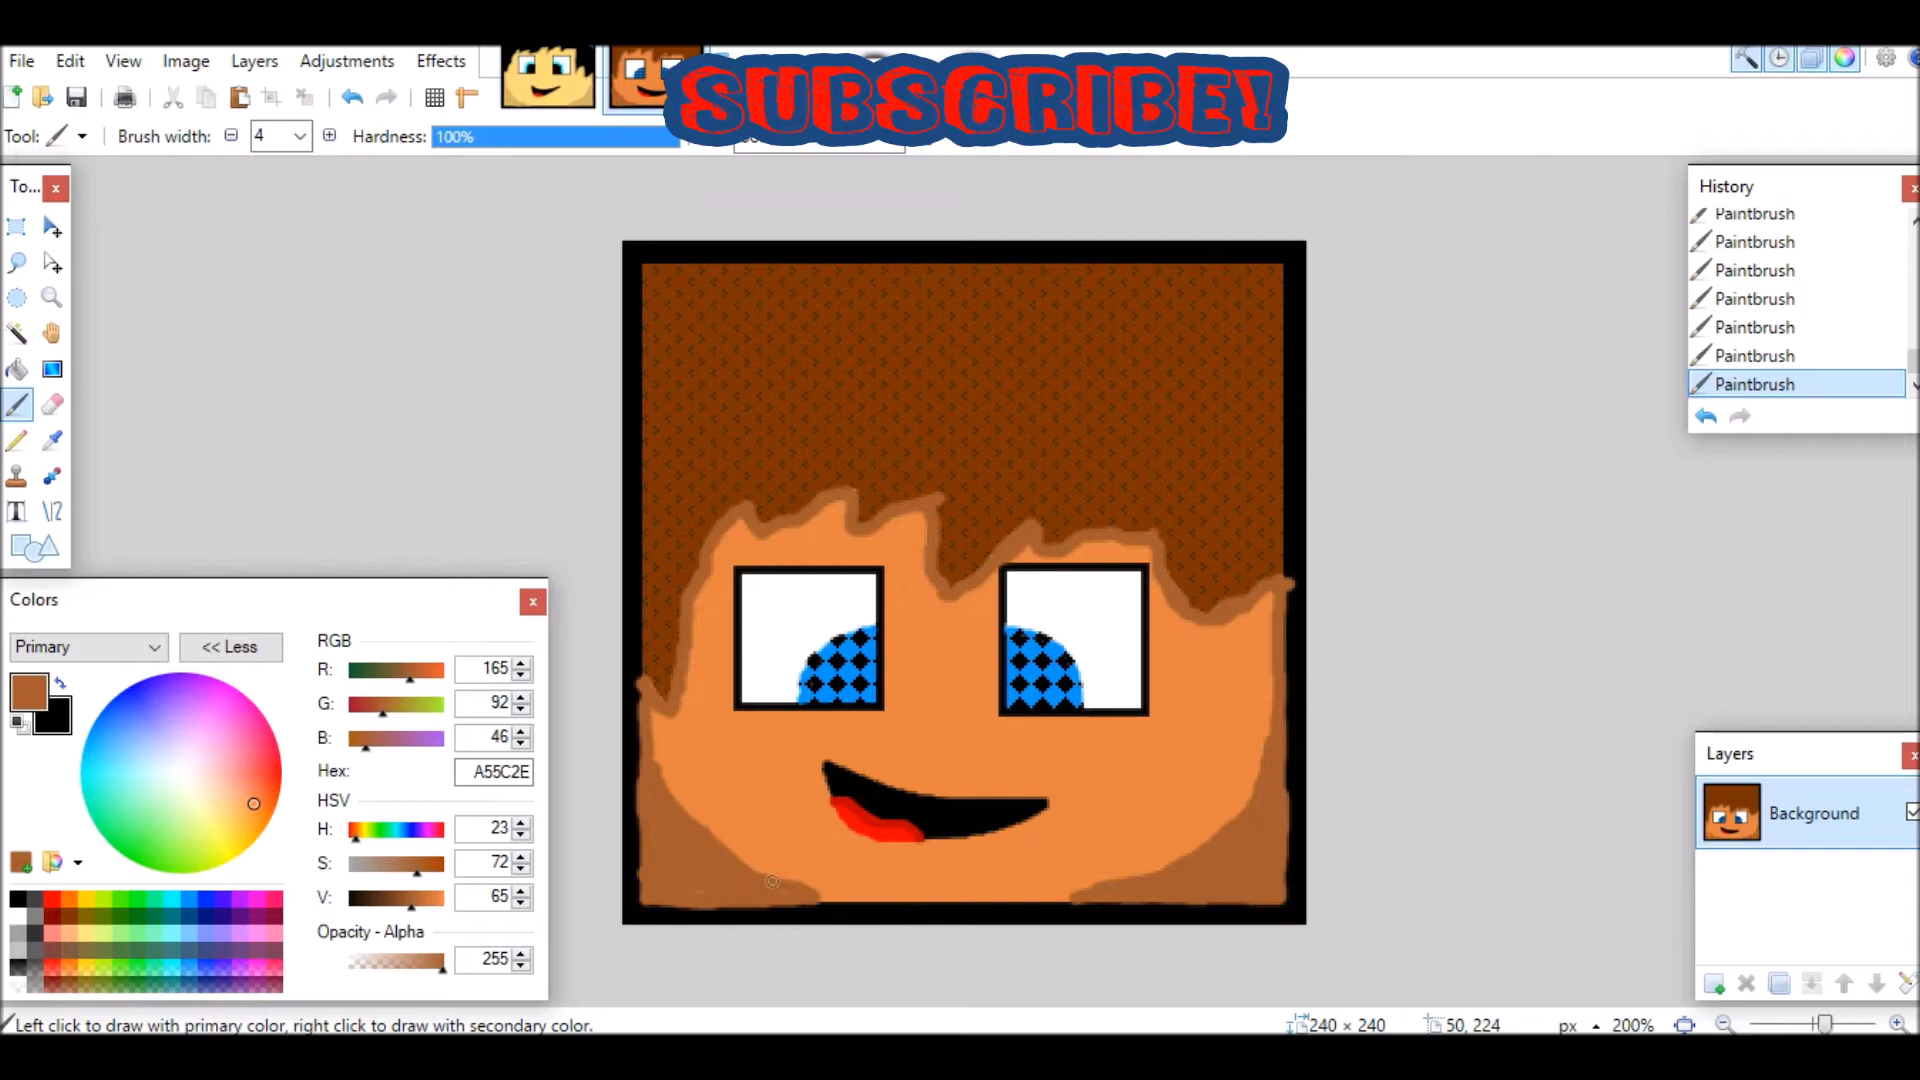 File Edit View Image Layers Adjustments Effects
SUBSCRIBE!
Tool: Brush width: 4 Hardness: 100%
To...
History
Paintbrush
Paintbrush
Paintbrush
Paintbrush
Paintbrush
Paintbrush
Paintbrush
Colors
Primary << Less
RGB
R: 165
G: 92
B: 46
Hex: A55C2E
HSV
H: 23
S: 72
V: 65
Opacity - Alpha
255
Layers
Background
Left click to draw with primary color, right click to draw with secondary color.
240 × 240 50, 224 px 200%